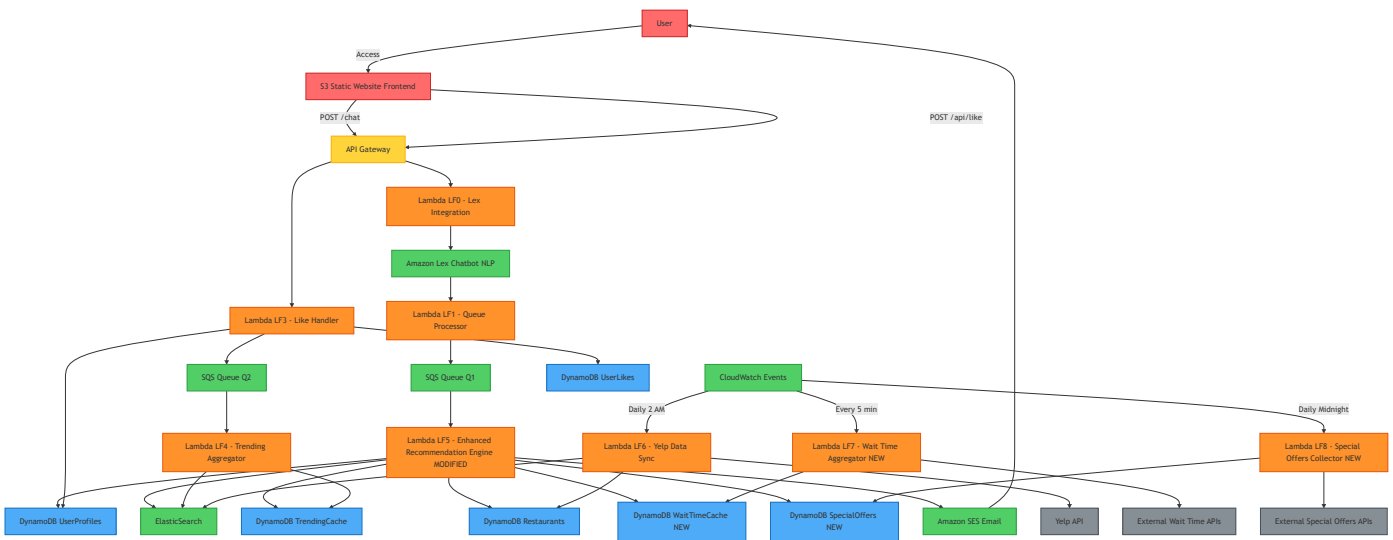 User
Access
S3 Static Website Frontend
POST /chat
POST /api/like
API Gateway
Lambda LF0 - Lex
Integration
Amazon Lex Chatbot NLP
Lambda LF3 - Like Handler
Lambda LF1 - Queue
Processor
SQS Queue Q2
SQS Queue Q1
DynamoDB UserLikes
CloudWatch Events
Daily 2 AM
Every 5 min
Daily Midnight
Lambda LF4 - Trending
Aggregator
Lambda LF5 - Enhanced
Recommendation Engine
MODIFIED
Lambda LF6 - Yelp Data
Sync
Lambda LF7 - Wait Time
Aggregator NEW
Lambda LF8 - Special
Offers Collector NEW
DynamoDB UserProfiles
ElasticSearch
DynamoDB TrendingCache
DynamoDB Restaurants
DynamoDB WaitTimeCache
NEW
DynamoDB SpecialOffers
NEW
Amazon SES Email
Yelp API
External Wait Time APIs
External Special Offers APIs